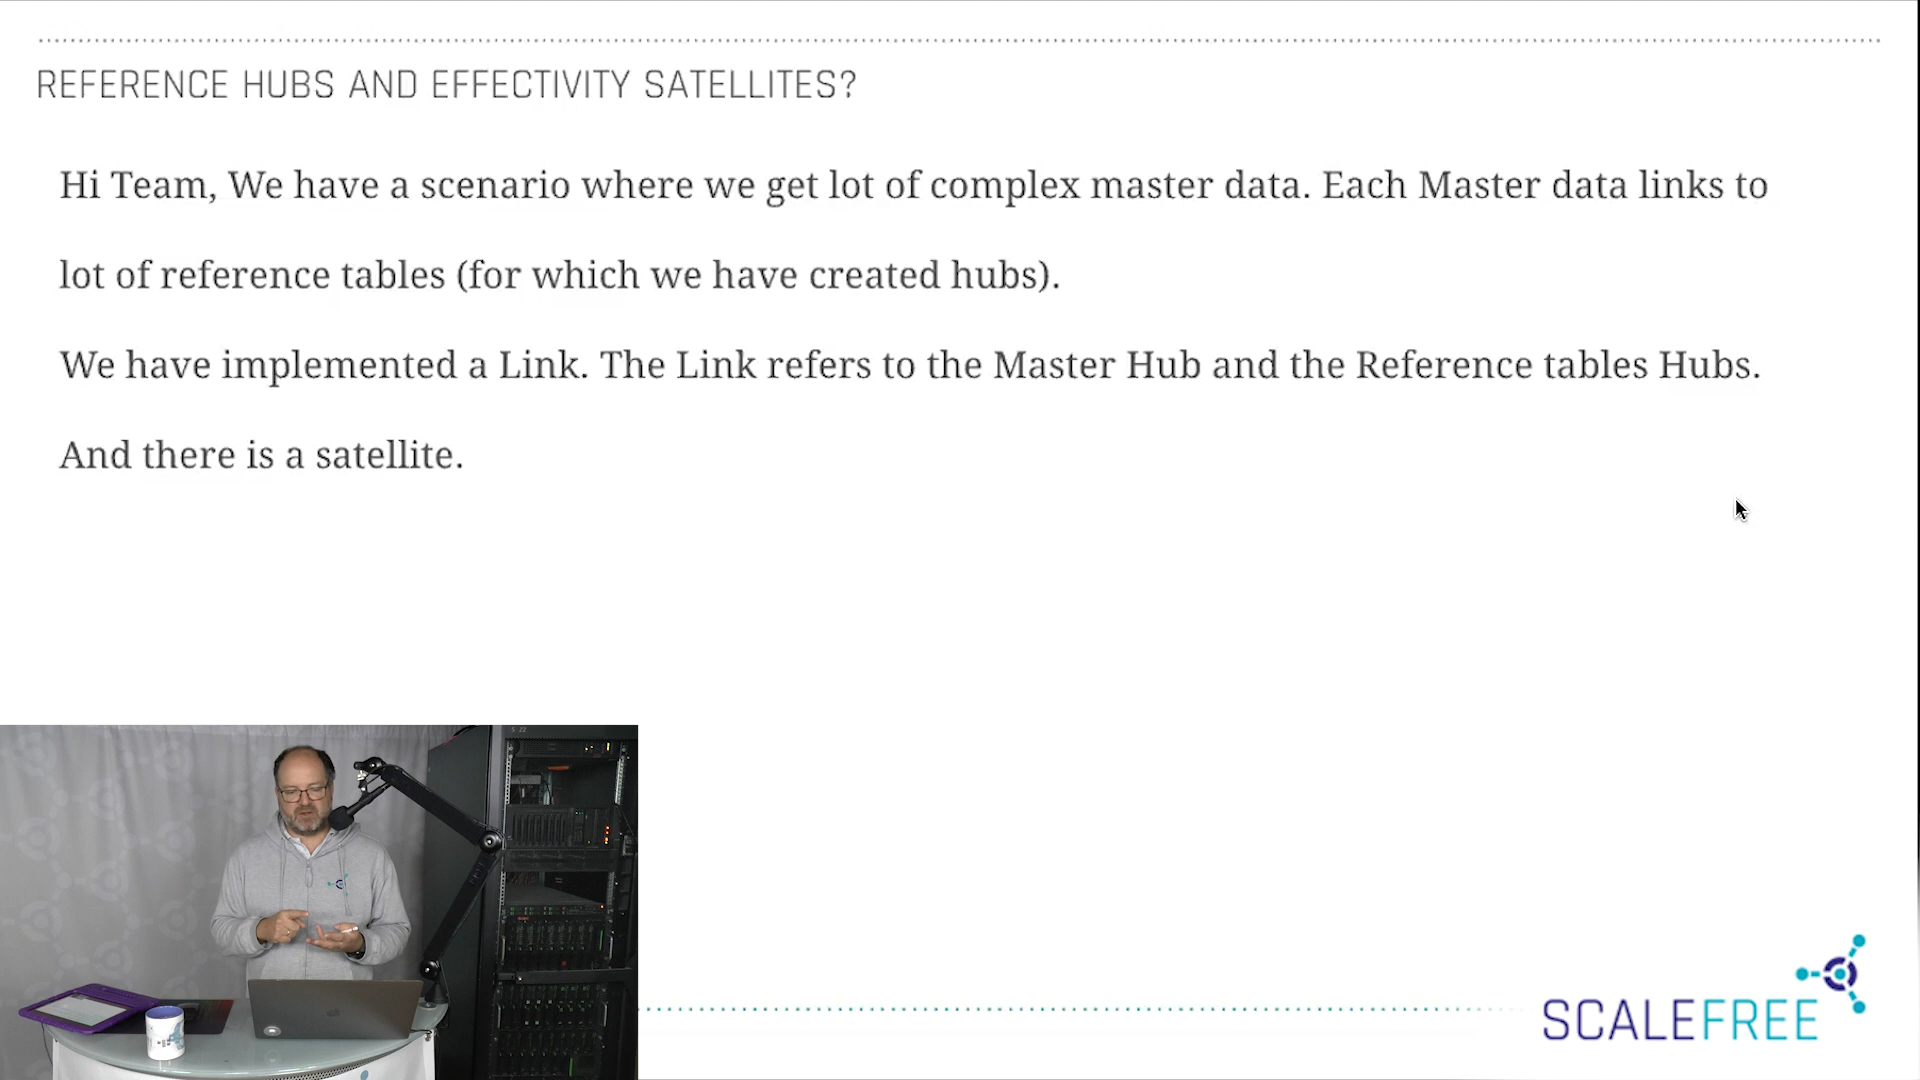 REFERENCE HUBS AND EFFECTIVITY SATELLITES?
Hi Team, We have a scenario where we get lot of complex master data. Each Master data links to
lot of reference tables (for which we have created hubs).
We have implemented a Link. The Link refers to the Master Hub and the Reference tables Hubs.
And there is a satellite.
SCALEFREE